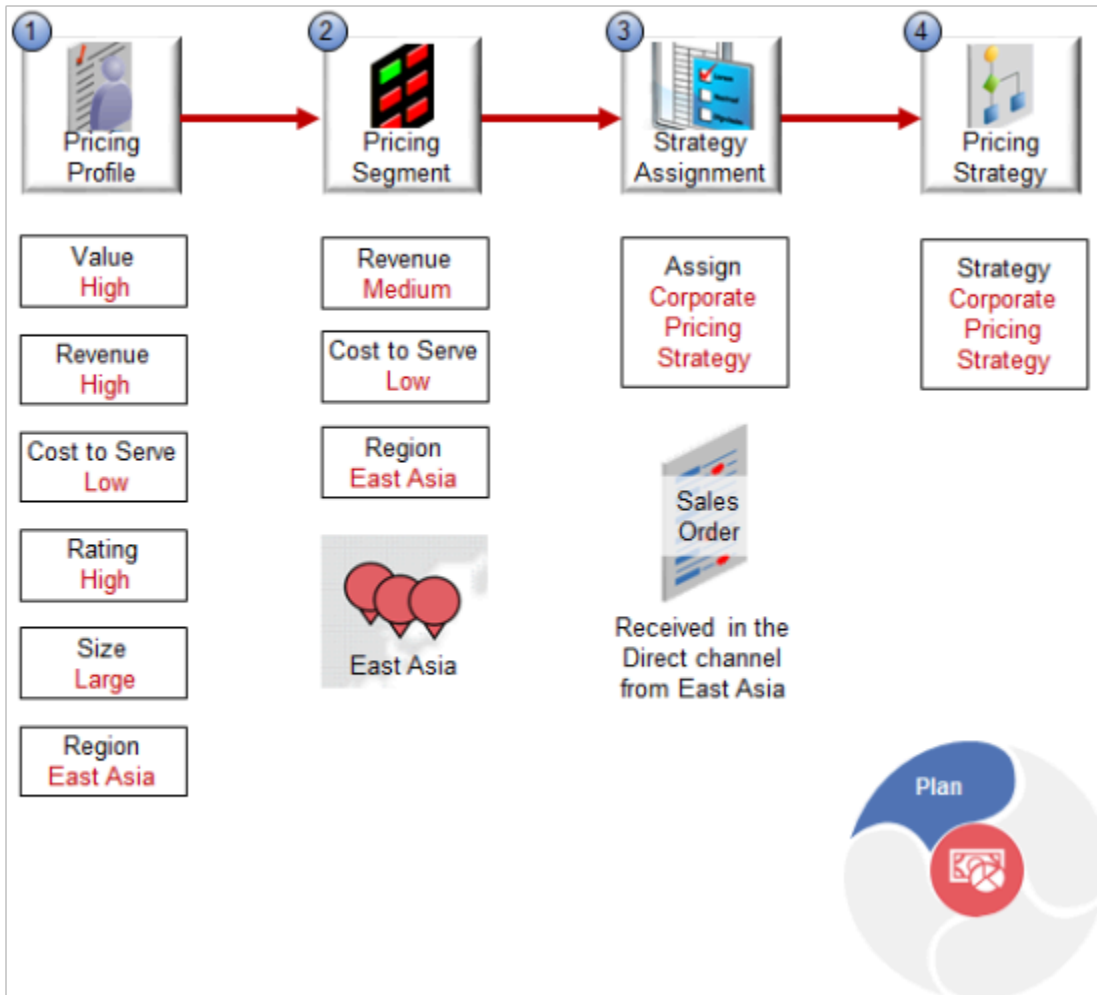 1
2
3
4
Pricing
Profile
Pricing
Segment
Strategy
Assignment
Pricing
Strategy
Value
High
Revenue
High
Cost to Serve
Low
Rating
High
Size
Large
Region
East Asia
Revenue
Medium
Cost to Serve
Low
Region
East Asia
East Asia
Assign
Corporate
Pricing
Strategy
Sales
Order
Received in the
Direct channel
from East Asia
Strategy
Corporate
Pricing
Strategy
Plan